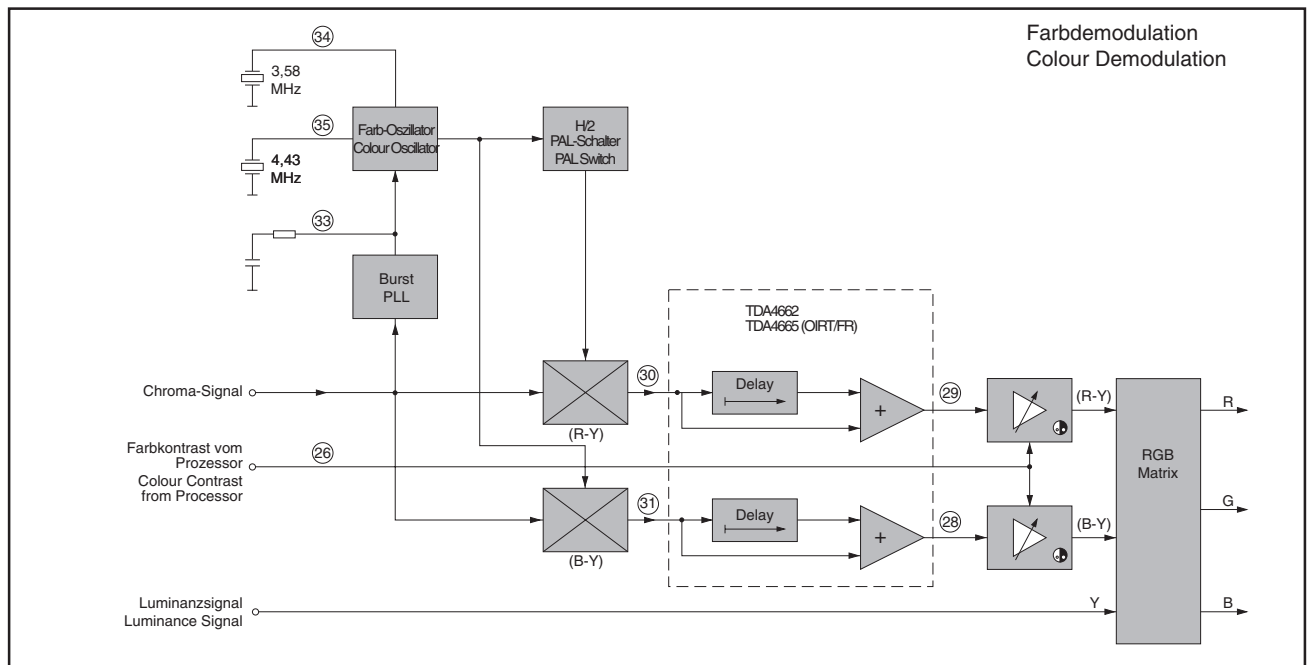 Farbdemodulation
Colour Demodulation
34
3,58
MHz
35
4,43
MHz
Farb-Oszillator
Colour Oscillator
H/2
PAL-Schalter
PAL Switch
33
Burst
PLL
TDA4662
TDA4665 (OIRT/FR)
Chroma-Signal
(R-Y)
30
Delay
+
29
(R-Y)
R
Farbkontrast vom
Prozessor
Colour Contrast
from Processor
26
RGB
Matrix
(B-Y)
31
Delay
+
28
(B-Y)
G
Luminanzsignal
Luminance Signal
Y
B